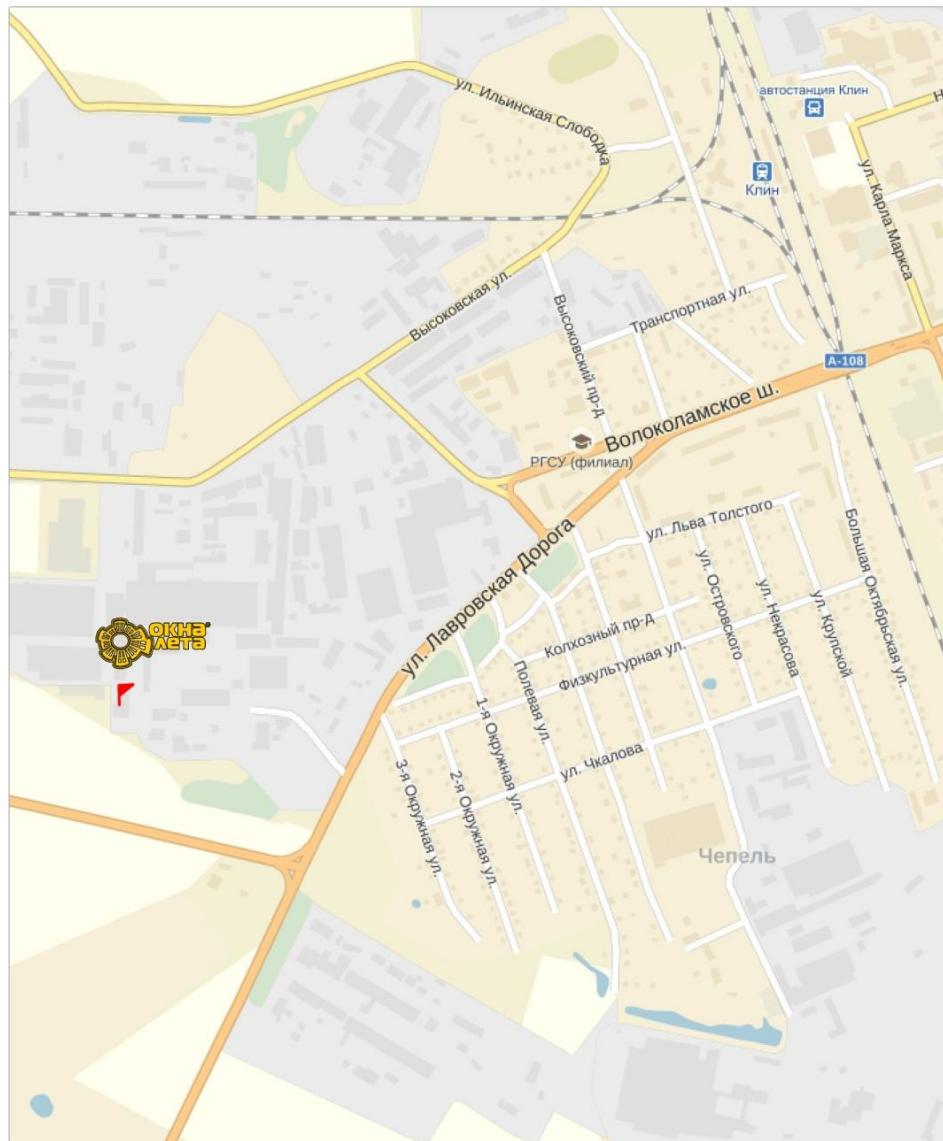 автостанция Клин
Н
ул. Ильинская Слободка
Клин
ул. Карла Маркса
Высоковская ул.
Высоковский пр-д
Транспортная ул.
А-108
Волоколамское ш.
РГСУ (филиал)
ул. Лавровская Дорога
ул. Льва Толстого
Большая Октябрьская ул.
ул. Островского
ул. Некрасова
ул. Крупской
ОКНА
ЛЕТА
Колхозный пр-д
Физкультурная ул.
Полевая ул.
1-я Окружная ул.
2-я Окружная ул.
3-я Окружная ул.
ул. Чкалова
Чепель